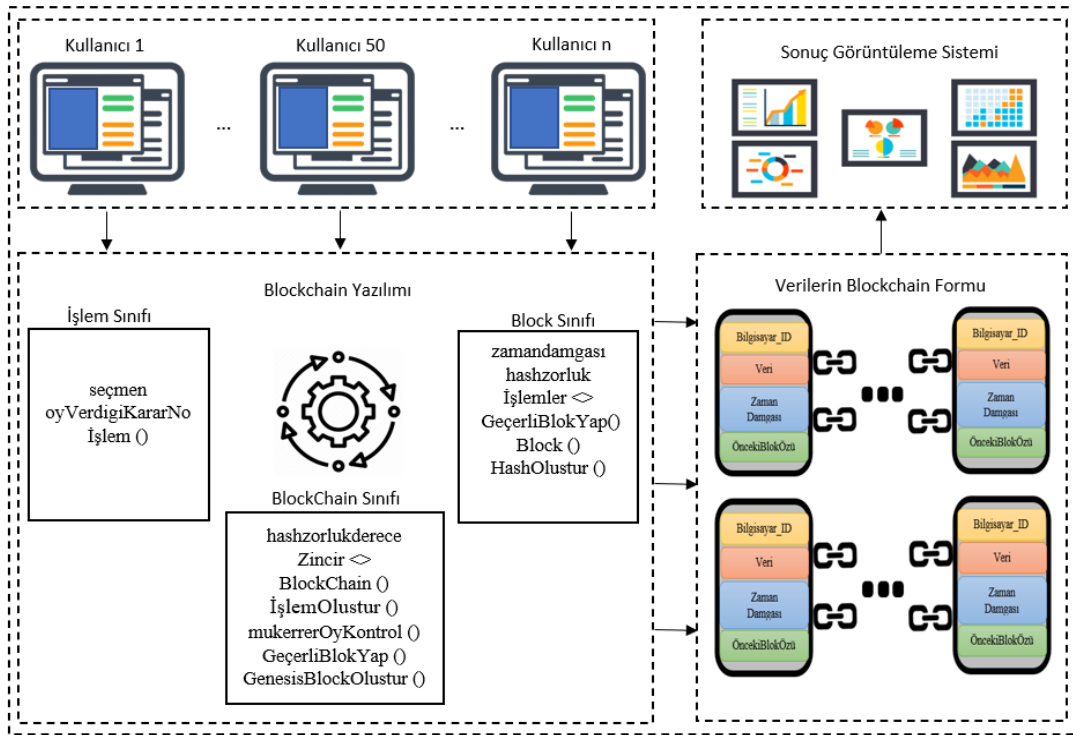 Kullanıcı 1
Kullanıcı 50
Kullanıcı n
...
...
Sonuç Görüntüleme Sistemi
Blockchain Yazılımı
İşlem Sınıfı
seçmen
oyVerdigiKararNo
İşlem ()
BlockChain Sınıfı
hashzorlukderece
Zincir <>
BlockChain ()
İşlemOlustur ()
mukerrerOyKontrol ()
GeçerliBlokYap ()
GenesisBlockOlustur ()
Block Sınıfı
zamandamgası
hashzorluk
İşlemler <>
GeçerliBlokYap()
Block ()
HashOlustur ()
Verilerin Blockchain Formu
Bilgisayar_ID
Veri
Zaman
Damgası
ÖncekiBlokÖzü
Bilgisayar_ID
Veri
Zaman
Damgası
ÖncekiBlokÖzü
Bilgisayar_ID
Veri
Zaman
Damgası
ÖncekiBlokÖzü
Bilgisayar_ID
Veri
Zaman
Damgası
ÖncekiBlokÖzü